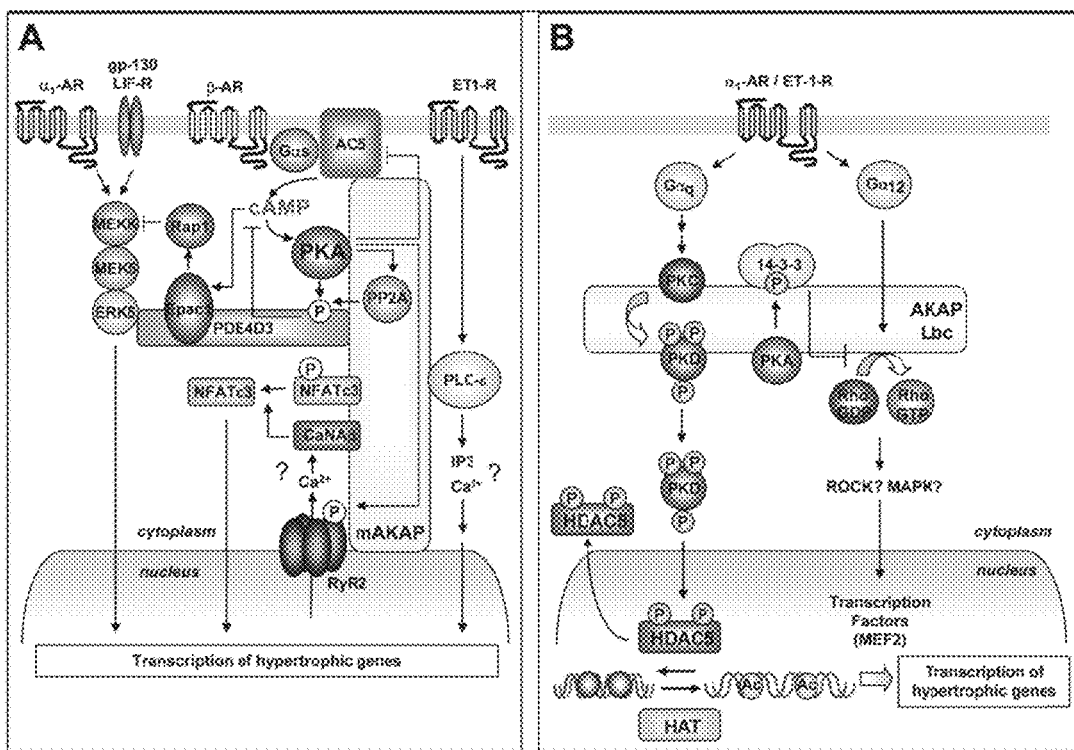 A
gp-130
LIF-R
α₁-AR
β-AR
ET1-R
Gαs
AC5
cAMP
MEKK
Rap1
PKA
MEK5
PP2A
ERK5
Epac
P
PDE4D3
P
NFATc3
NFATc3
PLC-ε
CaNAβ
?
Ca²⁺
IP3
Ca²⁺
?
P
mAKAP
cytoplasm
nucleus
RyR2
Transcription of hypertrophic genes
B
α₁-AR / ET-1-R
Gαq
Gα12
PKC
14-3-3
P
AKAP
Lbc
P P
PKD
P
PKA
Rho
GDP
Rho
GTP
P P
PKD
P
ROCK? MAPK?
P P
HDAC5
cytoplasm
nucleus
P P
HDAC5
Transcription
Factors
(MEF2)
Ac Ac
Transcription of
hypertrophic genes
HAT